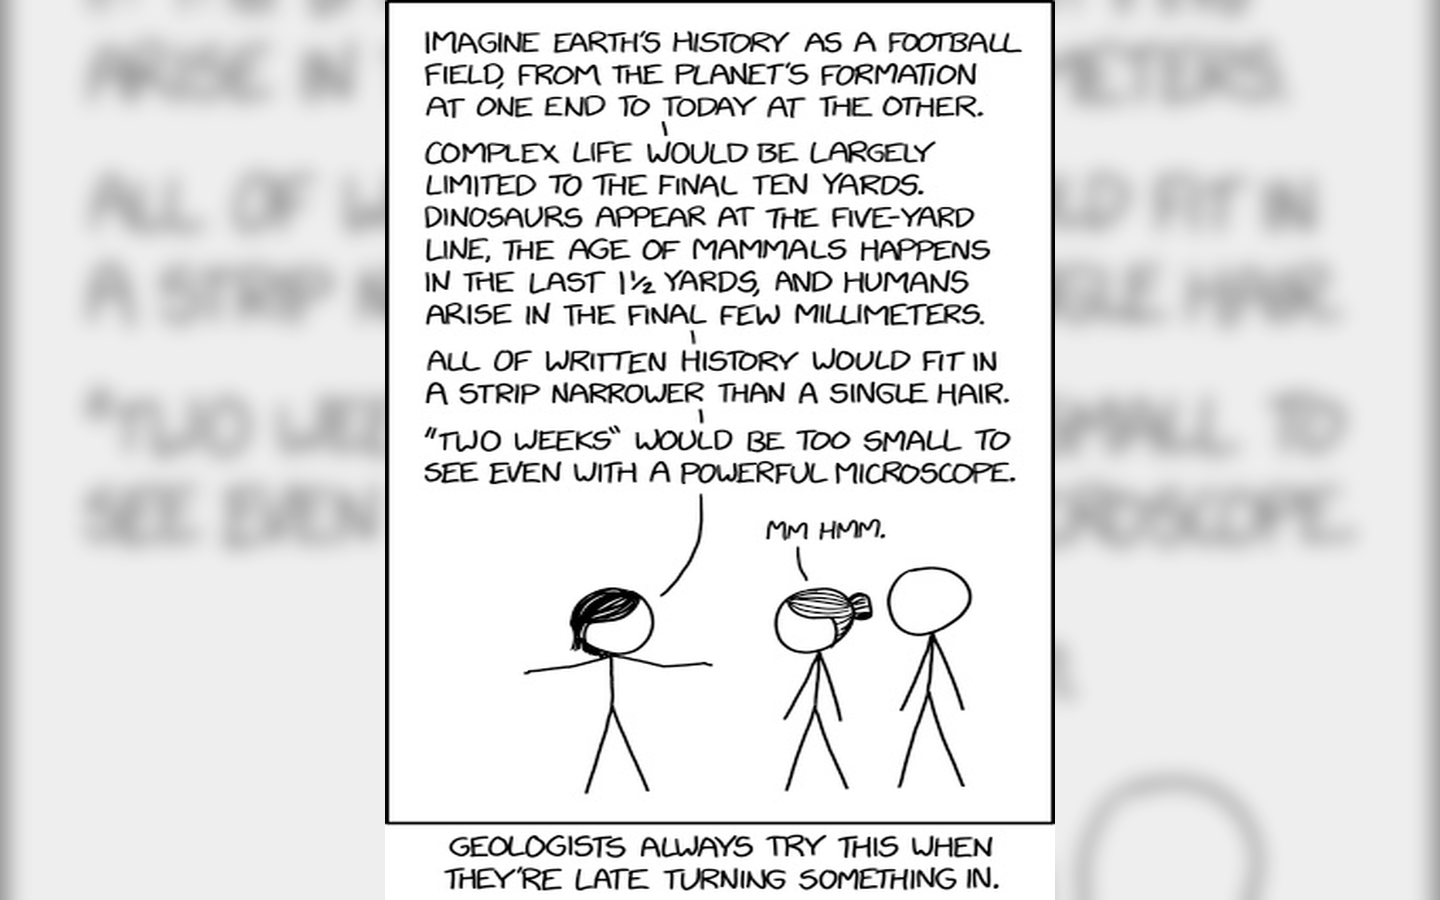 IMAGINE EARTH'S HISTORY AS A FOOTBALL
FIELD, FROM THE PLANET'S FORMATION
AT ONE END TO TODAY AT THE OTHER.
COMPLEX LIFE WOULD BE LARGELY
LIMITED TO THE FINAL TEN YARDS.
DINOSAURS APPEAR AT THE FIVE-YARD
LINE, THE AGE OF MAMMALS HAPPENS
IN THE LAST 1½ YARDS, AND HUMANS
ARISE IN THE FINAL FEW MILLIMETERS.
ALL OF WRITTEN HISTORY WOULD FIT IN
A STRIP NARROWER THAN A SINGLE HAIR.
"TWO WEEKS" WOULD BE TOO SMALL TO
SEE EVEN WITH A POWERFUL MICROSCOPE.
MM HMM.
GEOLOGISTS ALWAYS TRY THIS WHEN
THEY'RE LATE TURNING SOMETHING IN.